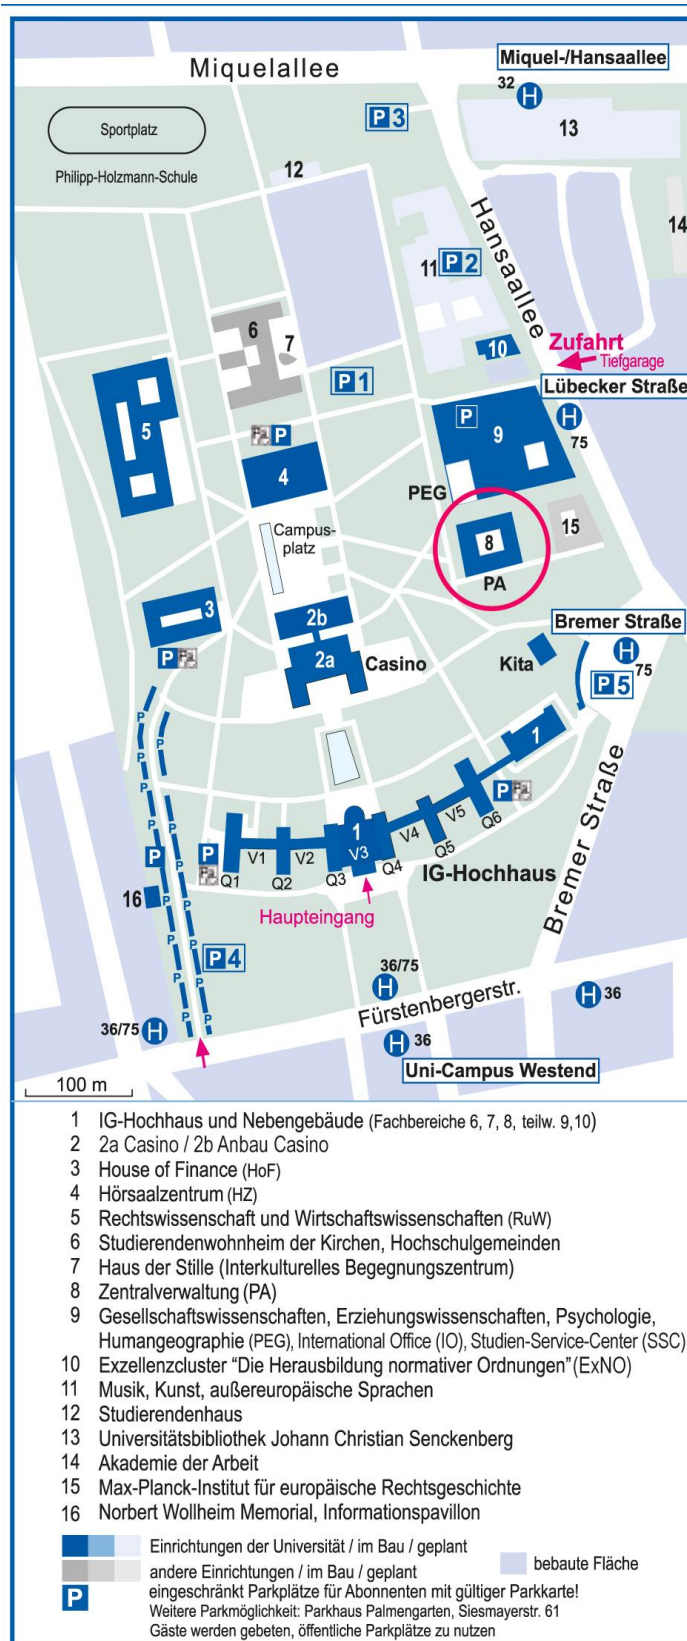 Miquelallee
Miquel-/Hansaallee
32 H
P 3
13
Sportplatz
Philipp-Holzmann-Schule
12
14
Hansaallee
11 P 2
6
7
10
Zufahrt
Tiefgarage
P 1
Lübecker Straße
H
75
5
P
9
P
4
PEG
Campus-
platz
8
15
PA
3
2b
2a
Casino
Bremer Straße
H
75
Kita
P 5
P
P
P
P
P
P
1
Bremer Straße
P
P
1
V1
V2
V3
V4
V5
Q1
Q2
Q3
Q4
Q5
Q6
IG-Hochhaus
Haupteingang
P
P
P
16
P
P
P
P
P
P 4
P
P
P
36/75
H
Fürstenbergerstr.
H 36
36/75 H
H 36
Uni-Campus Westend
100 m
1 IG-Hochhaus und Nebengebäude (Fachbereiche 6, 7, 8, teilw. 9,10)
2 2a Casino / 2b Anbau Casino
3 House of Finance (HoF)
4 Hörsaalzentrum (HZ)
5 Rechtswissenschaft und Wirtschaftswissenschaften (RuW)
6 Studierendenwohnheim der Kirchen, Hochschulgemeinden
7 Haus der Stille (Interkulturelles Begegnungszentrum)
8 Zentralverwaltung (PA)
9 Gesellschaftswissenschaften, Erziehungswissenschaften, Psychologie,
Humangeographie (PEG), International Office (IO), Studien-Service-Center (SSC)
10 Exzellenzcluster “Die Herausbildung normativer Ordnungen”(ExNO)
11 Musik, Kunst, außereuropäische Sprachen
12 Studierendenhaus
13 Universitätsbibliothek Johann Christian Senckenberg
14 Akademie der Arbeit
15 Max-Planck-Institut für europäische Rechtsgeschichte
16 Norbert Wollheim Memorial, Informationspavillon
Einrichtungen der Universität / im Bau / geplant
andere Einrichtungen / im Bau / geplant
bebaute Fläche
P eingeschränkt Parkplätze für Abonnenten mit gültiger Parkkarte!
Weitere Parkmöglichkeit: Parkhaus Palmengarten, Siesmayerstr. 61
Gäste werden gebeten, öffentliche Parkplätze zu nutzen